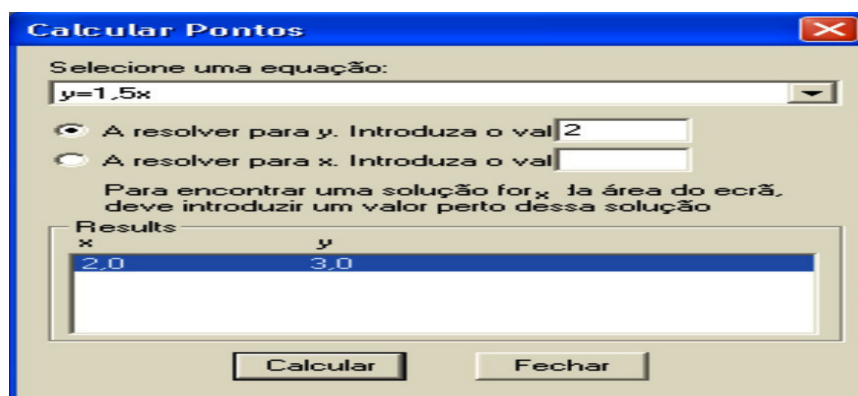 Calcular Pontos
Selecione uma equação:
y=1,5x
A resolver para y. Introduza o val 2
A resolver para x. Introduza o val
Para encontrar uma solução for x da área do ecrã,
deve introduzir um valor perto dessa solução
Results
x y
2,0 3,0
Calcular Fechar